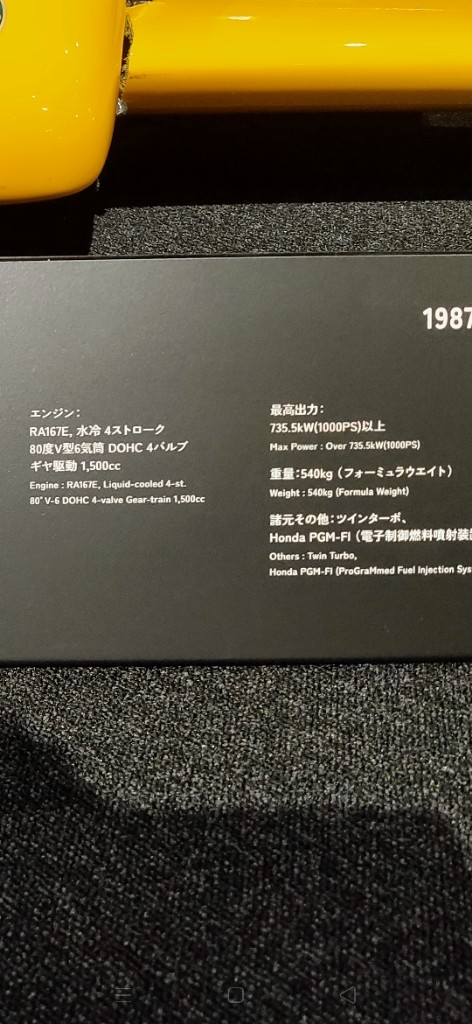 1987
エンジン：
RA167E, 水冷 4ストローク
80度V型6気筒 DOHC 4バルブ
ギヤ駆動 1,500cc
Engine : RA167E, Liquid-cooled 4-st.
80° V-6 DOHC 4-valve Gear-train 1,500cc
最高出力：
735.5kW(1000PS)以上
Max Power : Over 735.5kW(1000PS)
重量：540kg（フォーミュラウエイト）
Weight : 540kg (Formula Weight)
諸元その他：ツインターボ、
Honda PGM-FI（電子制御燃料噴射装
Others : Twin Turbo,
Honda PGM-FI (ProGraMmed Fuel Injection Sys